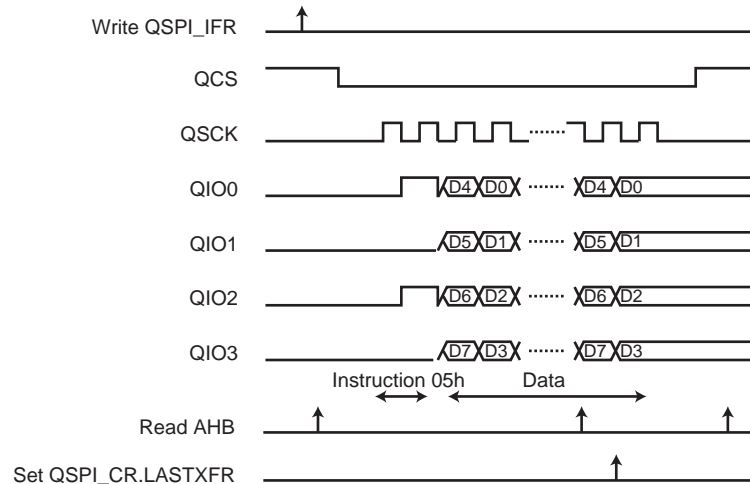 Write QSPI_IFR
QCS
QSCK
QIO0 D4 D0 D4 D0
QIO1 D5 D1 D5 D1
QIO2 D6 D2 D6 D2
QIO3 D7 D3 D7 D3
Instruction 05h Data
Read AHB
Set QSPI_CR.LASTXFR